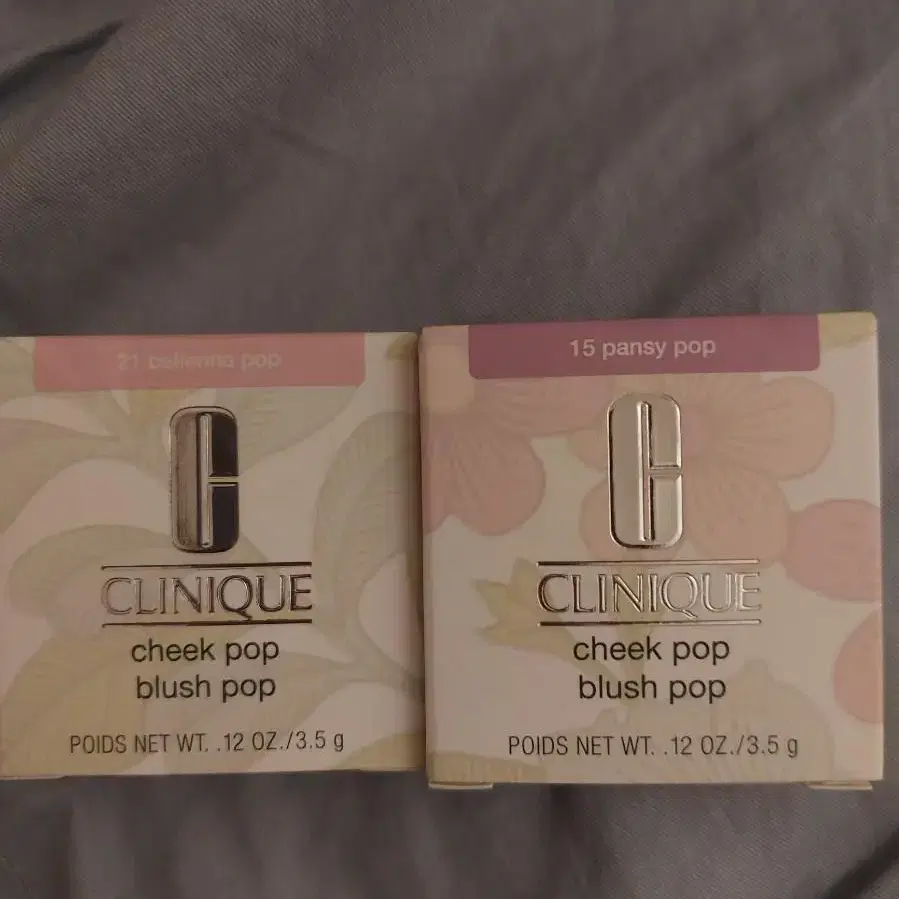 21 ballerina pop
CLINIQUE
cheek pop
blush pop
POIDS NET WT. .12 OZ./3.5 g
15 pansy pop
CLINIQUE
cheek pop
blush pop
POIDS NET WT. .12 OZ./3.5 g